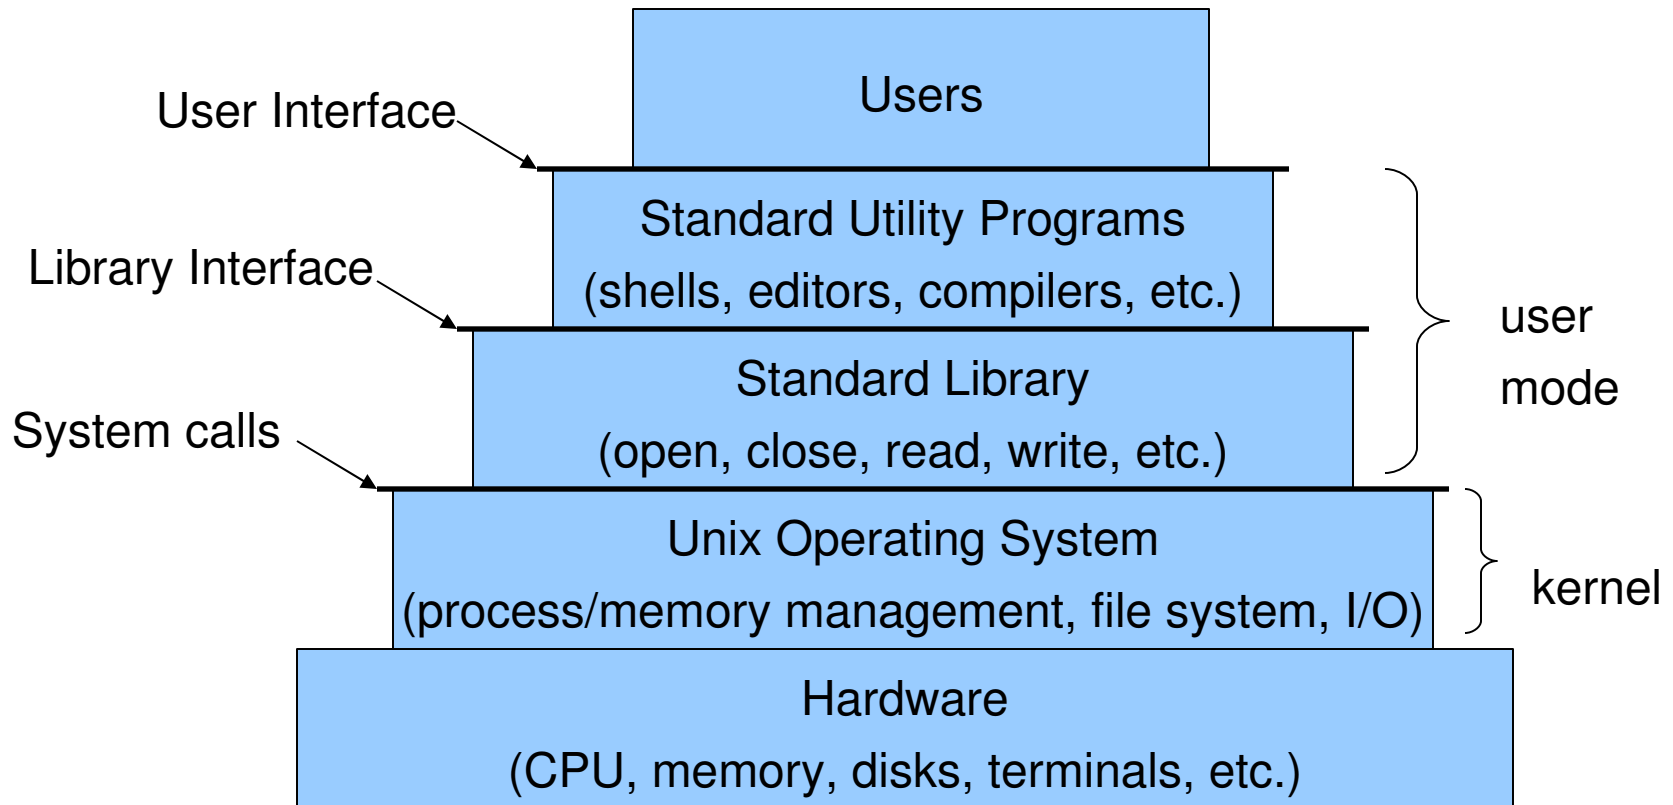 Users
User Interface
Standard Utility Programs
(shells, editors, compilers, etc.)
Library Interface
user
mode
Standard Library
(open, close, read, write, etc.)
System calls
Unix Operating System
(process/memory management, file system, I/O)
kernel
Hardware
(CPU, memory, disks, terminals, etc.)